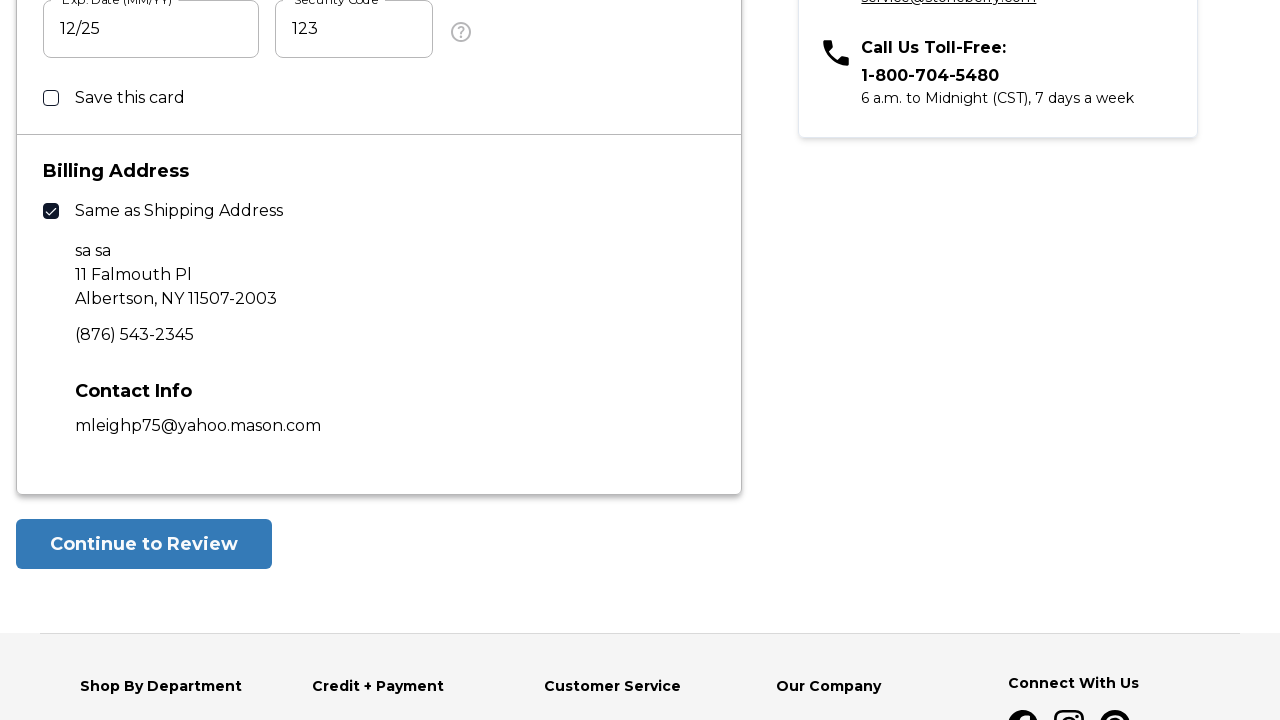 Exp. Date (MM/YY)
Security Code
12/25
123
Save this card
Billing Address
Same as Shipping Address
sa sa
11 Falmouth Pl
Albertson, NY 11507-2003
(876) 543-2345
Contact Info
mleighp75@yahoo.mason.com
Continue to Review
service@stoneberry.com
Call Us Toll-Free:
1-800-704-5480
6 a.m. to Midnight (CST), 7 days a week
Shop By Department
Credit + Payment
Customer Service
Our Company
Connect With Us